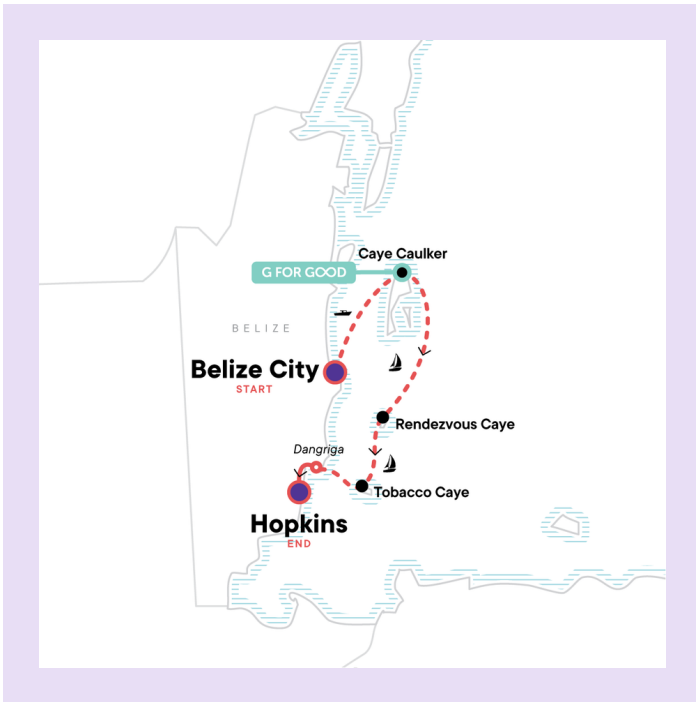 Caye Caulker
G FOR GOOD
BELIZE
Belize City
START
Rendezvous Caye
Dangriga
Tobacco Caye
Hopkins
END